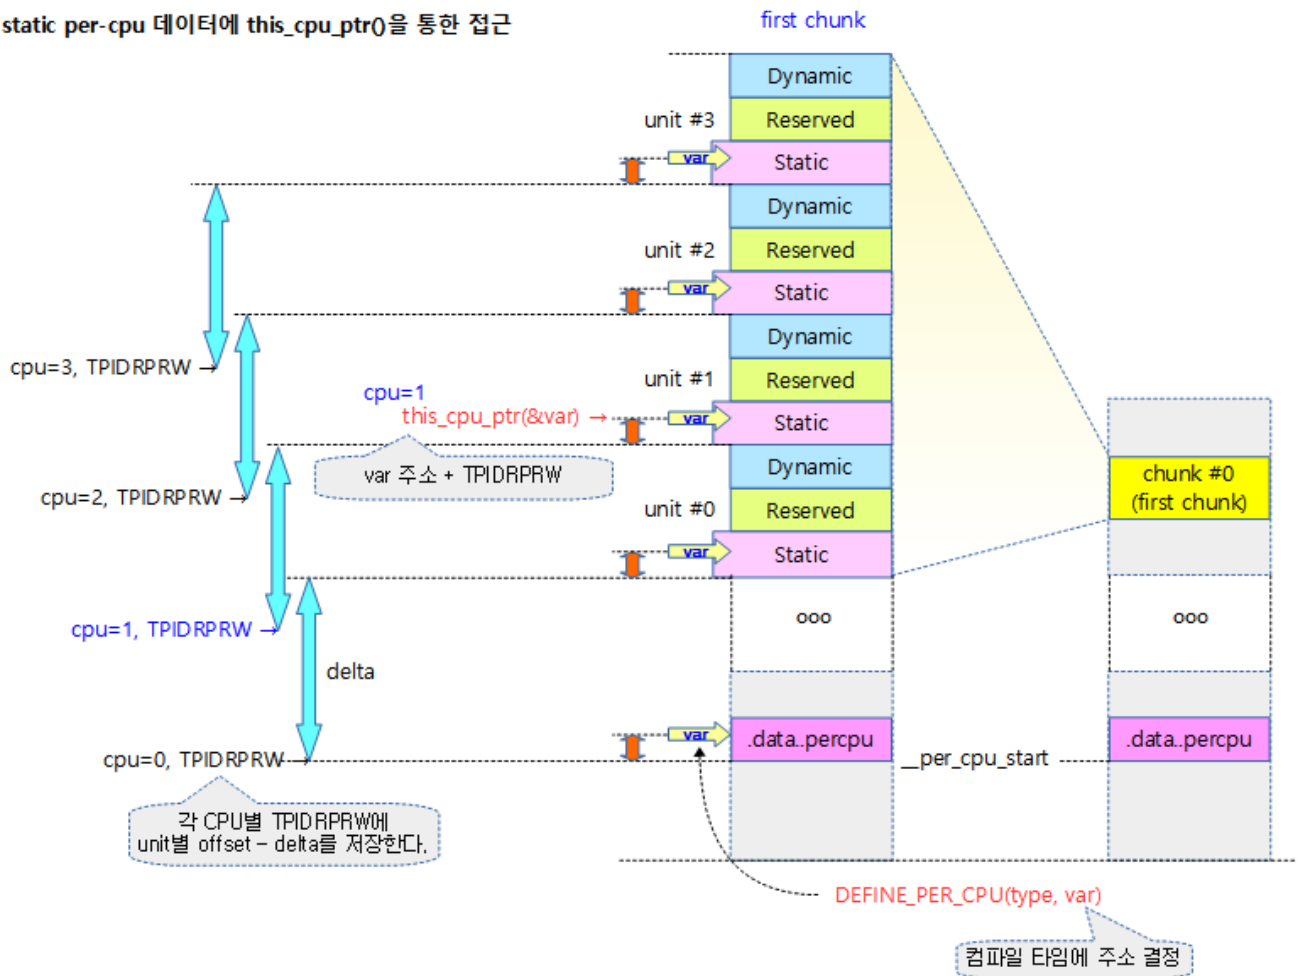 static per-cpu 데이터에 this_cpu_ptr()을 통한 접근
first chunk
Dynamic
unit #3
Reserved
var
Static
Dynamic
unit #2
Reserved
var
Static
Dynamic
cpu=3, TPIDRPRW →
unit #1
Reserved
cpu=1
this_cpu_ptr(&var) →
var
Static
var 주소 + TPIDRPRW
Dynamic
chunk #0
(first chunk)
cpu=2, TPIDRPRW →
unit #0
Reserved
var
Static
cpu=1, TPIDRPRW →
ooo
ooo
delta
var
.data..percpu
.data..percpu
cpu=0, TPIDRPRW
__per_cpu_start
각 CPU별 TPIDRPRW에
unit별 offset – delta를 저장한다.
DEFINE_PER_CPU(type, var)
컴파일 타임에 주소 결정